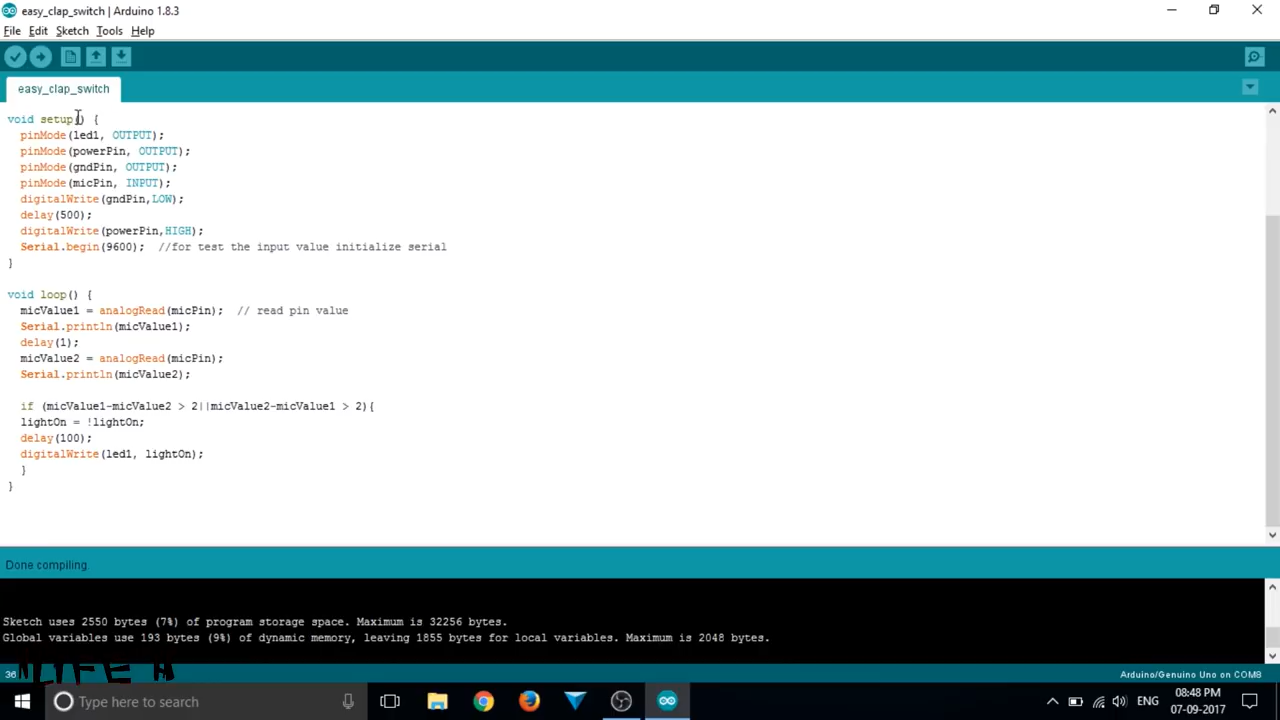 easy_clap_switch | Arduino 1.8.3
File Edit Sketch Tools Help
easy_clap_switch
void setup() {
pinMode(led1, OUTPUT);
pinMode(powerPin, OUTPUT);
pinMode(gndPin, OUTPUT);
pinMode(micPin, INPUT);
digitalWrite(gndPin,LOW);
delay(500);
digitalWrite(powerPin,HIGH);
Serial.begin(9600);  //for test the input value initialize serial
}
void loop() {
micValue1 = analogRead(micPin);  // read pin value
Serial.println(micValue1);
delay(1);
micValue2 = analogRead(micPin);
Serial.println(micValue2);
if (micValue1-micValue2 > 2||micValue2-micValue1 > 2){
lightOn = !lightOn;
delay(100);
digitalWrite(led1, lightOn);
}
}
Done compiling.
Sketch uses 2550 bytes (7%) of program storage space. Maximum is 32256 bytes.
Global variables use 193 bytes (9%) of dynamic memory, leaving 1855 bytes for local variables. Maximum is 2048 bytes.
36 Arduino/Genuino Uno on COM8
Type here to search ENG 08:48 PM
07-09-2017